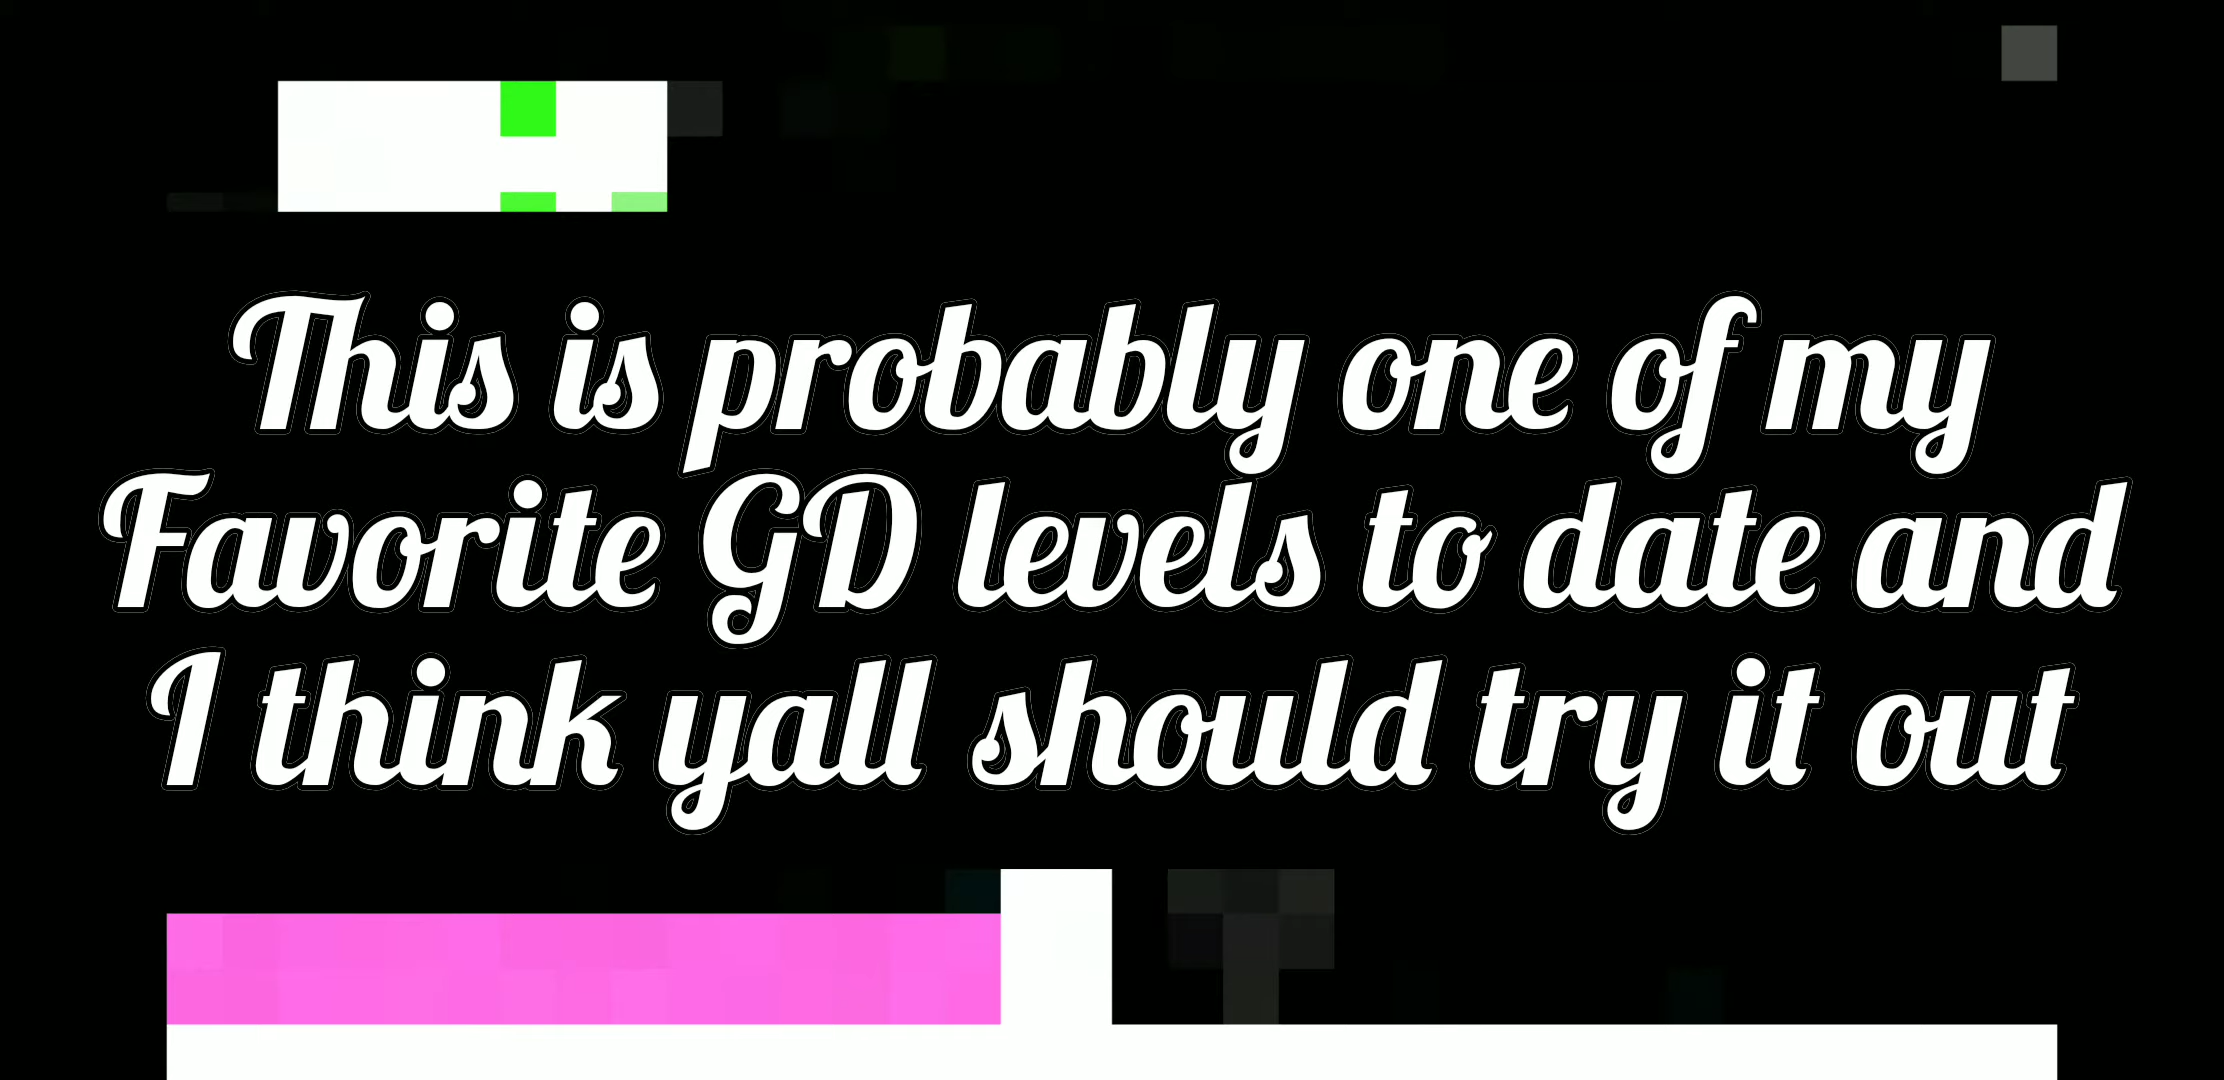 This is probably one of my
Favorite GD levels to date and
I think yall should try it out